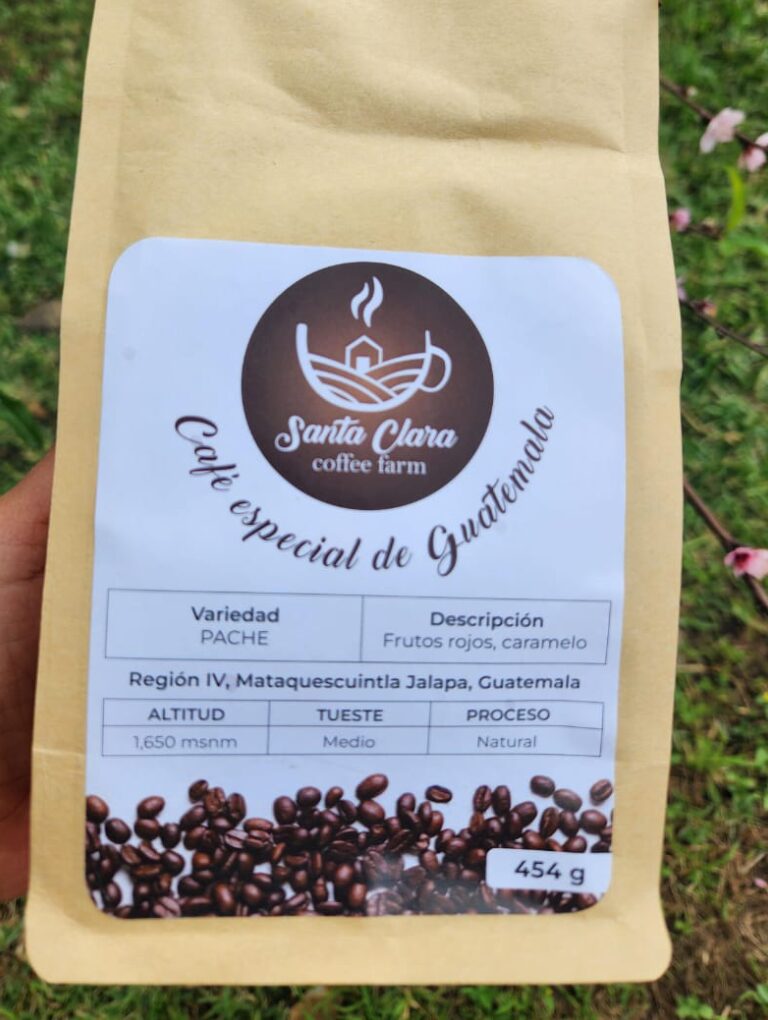 Santa Clara
coffee farm
Café especial de Guatemala
Variedad
PACHE
Descripción
Frutos rojos, caramelo
Región IV, Mataquescuintla Jalapa, Guatemala
ALTITUD TUESTE PROCESO
1,650 msnm Medio Natural
454 g